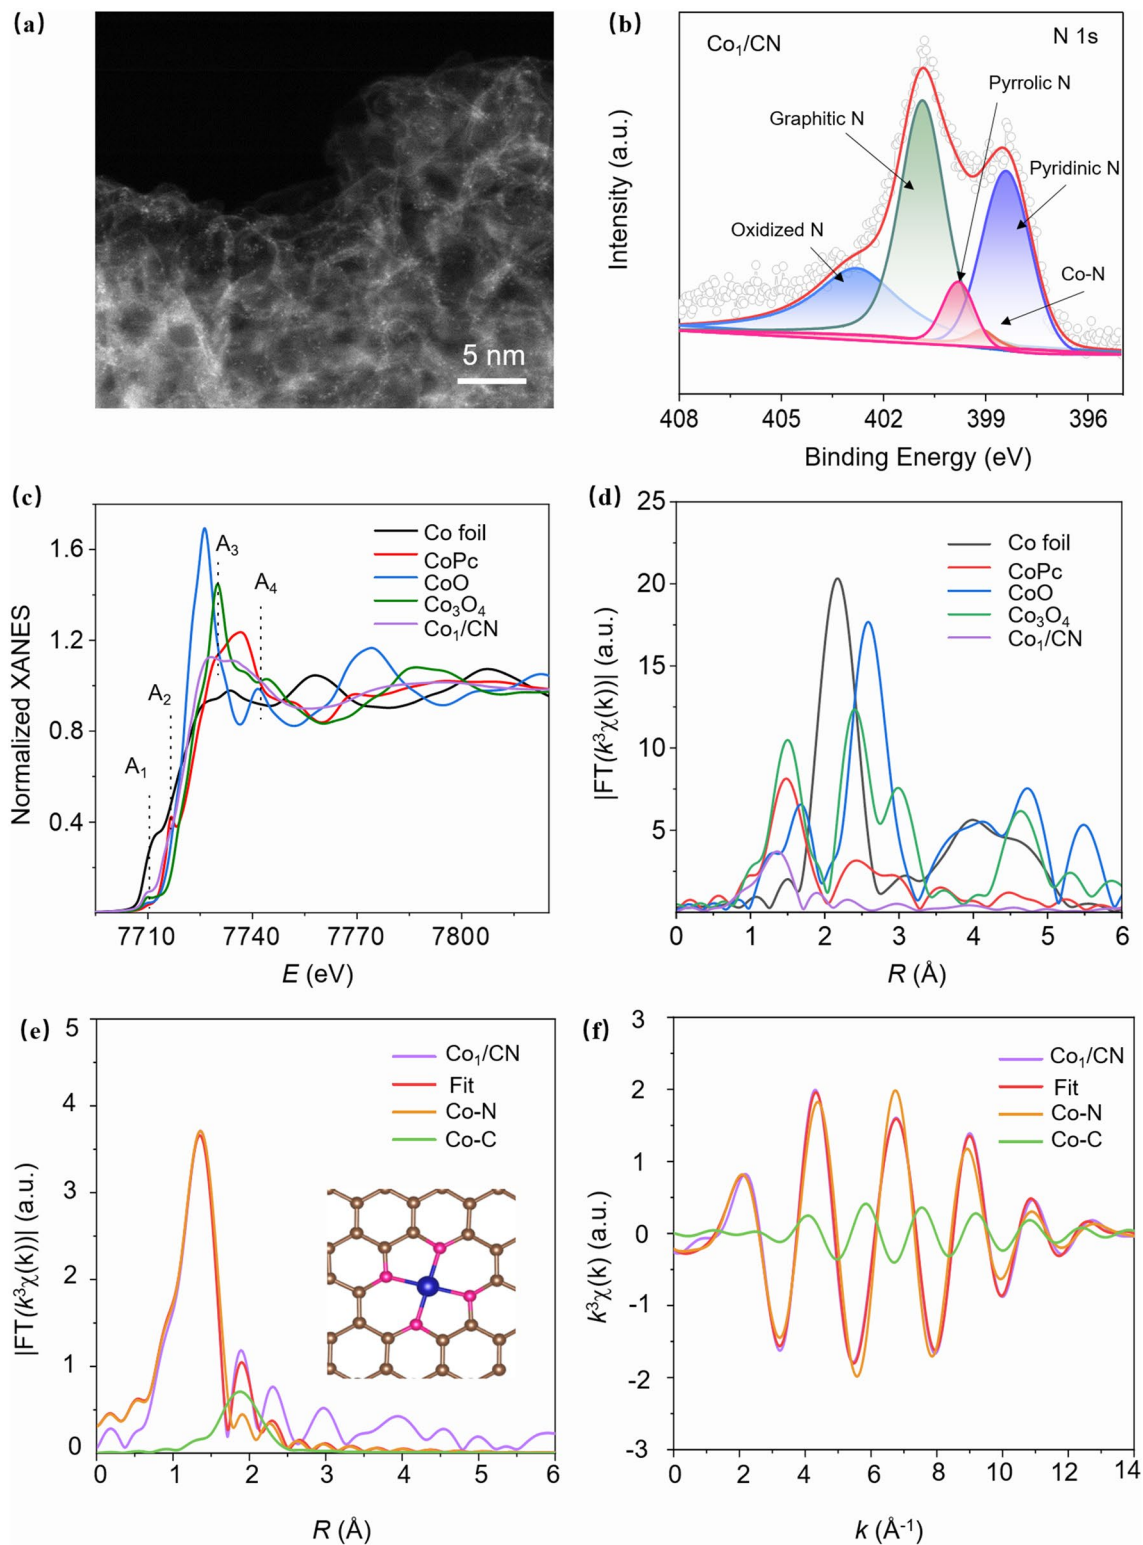 (a)
5 nm
(b)
Co₁/CN
N 1s
Pyrrolic N
Graphitic N
Pyridinic N
Oxidized N
Co-N
Intensity (a.u.)
408 405 402 399 396
Binding Energy (eV)
(c)
Co foil
CoPc
CoO
Co₃O₄
Co₁/CN
A₁
A₂
A₃
A₄
1.6
1.2
0.8
0.4
Normalized XANES
7710 7740 7770 7800
E (eV)
(d)
25
20
15
10
5
Co foil
CoPc
CoO
Co₃O₄
Co₁/CN
|FT(k³χ(k))| (a.u.)
0 1 2 3 4 5 6
R (Å)
(e)
5
4
3
2
1
0
Co₁/CN
Fit
Co-N
Co-C
|FT(k³χ(k))| (a.u.)
0 1 2 3 4 5 6
R (Å)
(f)
3
2
1
0
-1
-2
-3
Co₁/CN
Fit
Co-N
Co-C
k³χ(k) (a.u.)
0 2 4 6 8 10 12 14
k (Å⁻¹)